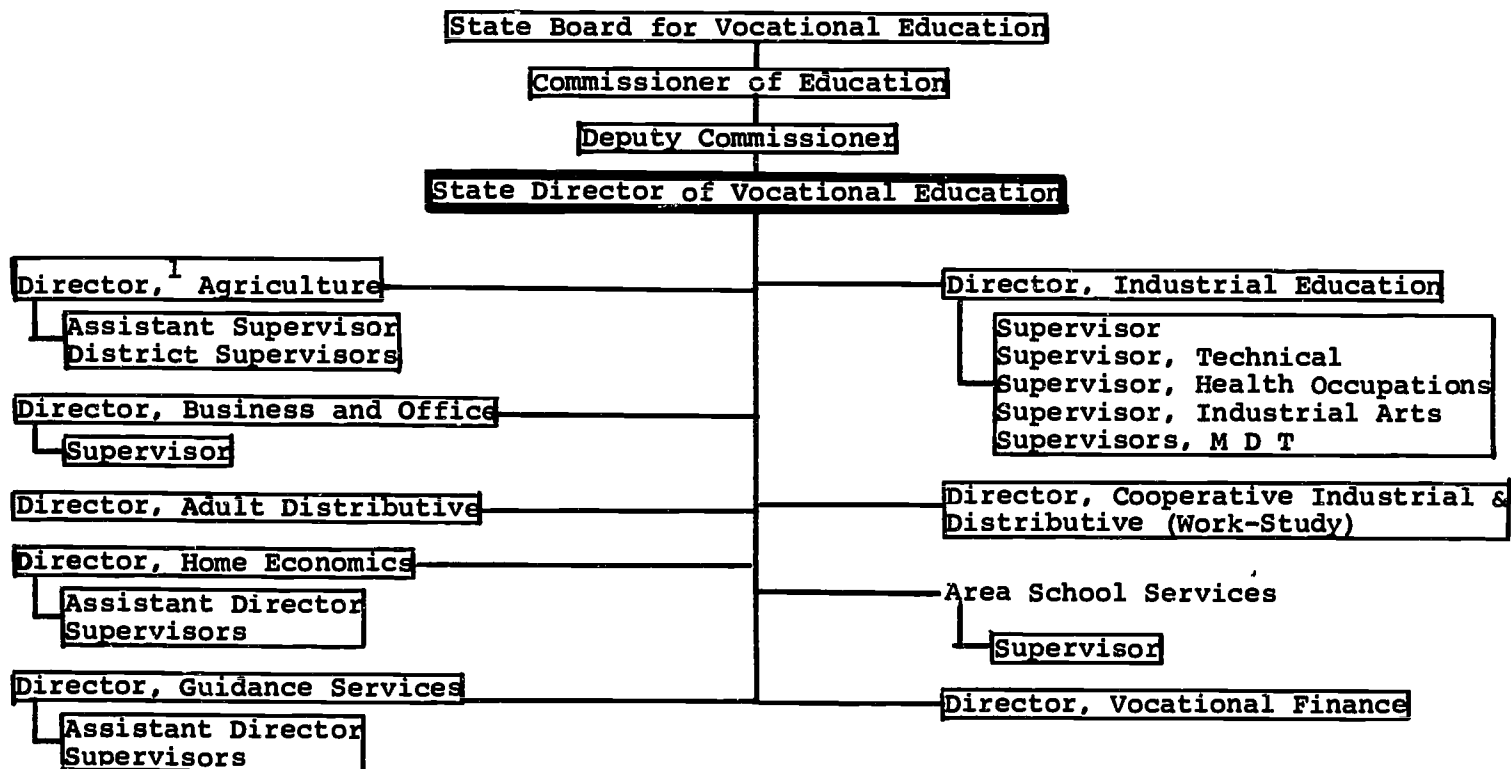 State Board for Vocational Education
Commissioner of Education
Deputy Commissioner
State Director of Vocational Education
Director, 1 Agriculture
Assistant Supervisor
District Supervisors
Director, Business and Office
Supervisor
Director, Adult Distributive
Director, Home Economics
Assistant Director
Supervisors
Director, Guidance Services
Assistant Director
Supervisors
Director, Industrial Education
Supervisor
Supervisor, Technical
Supervisor, Health Occupations
Supervisor, Industrial Arts
Supervisors, M D T
Director, Cooperative Industrial &
Distributive (Work-Study)
Area School Services
Supervisor
Director, Vocational Finance